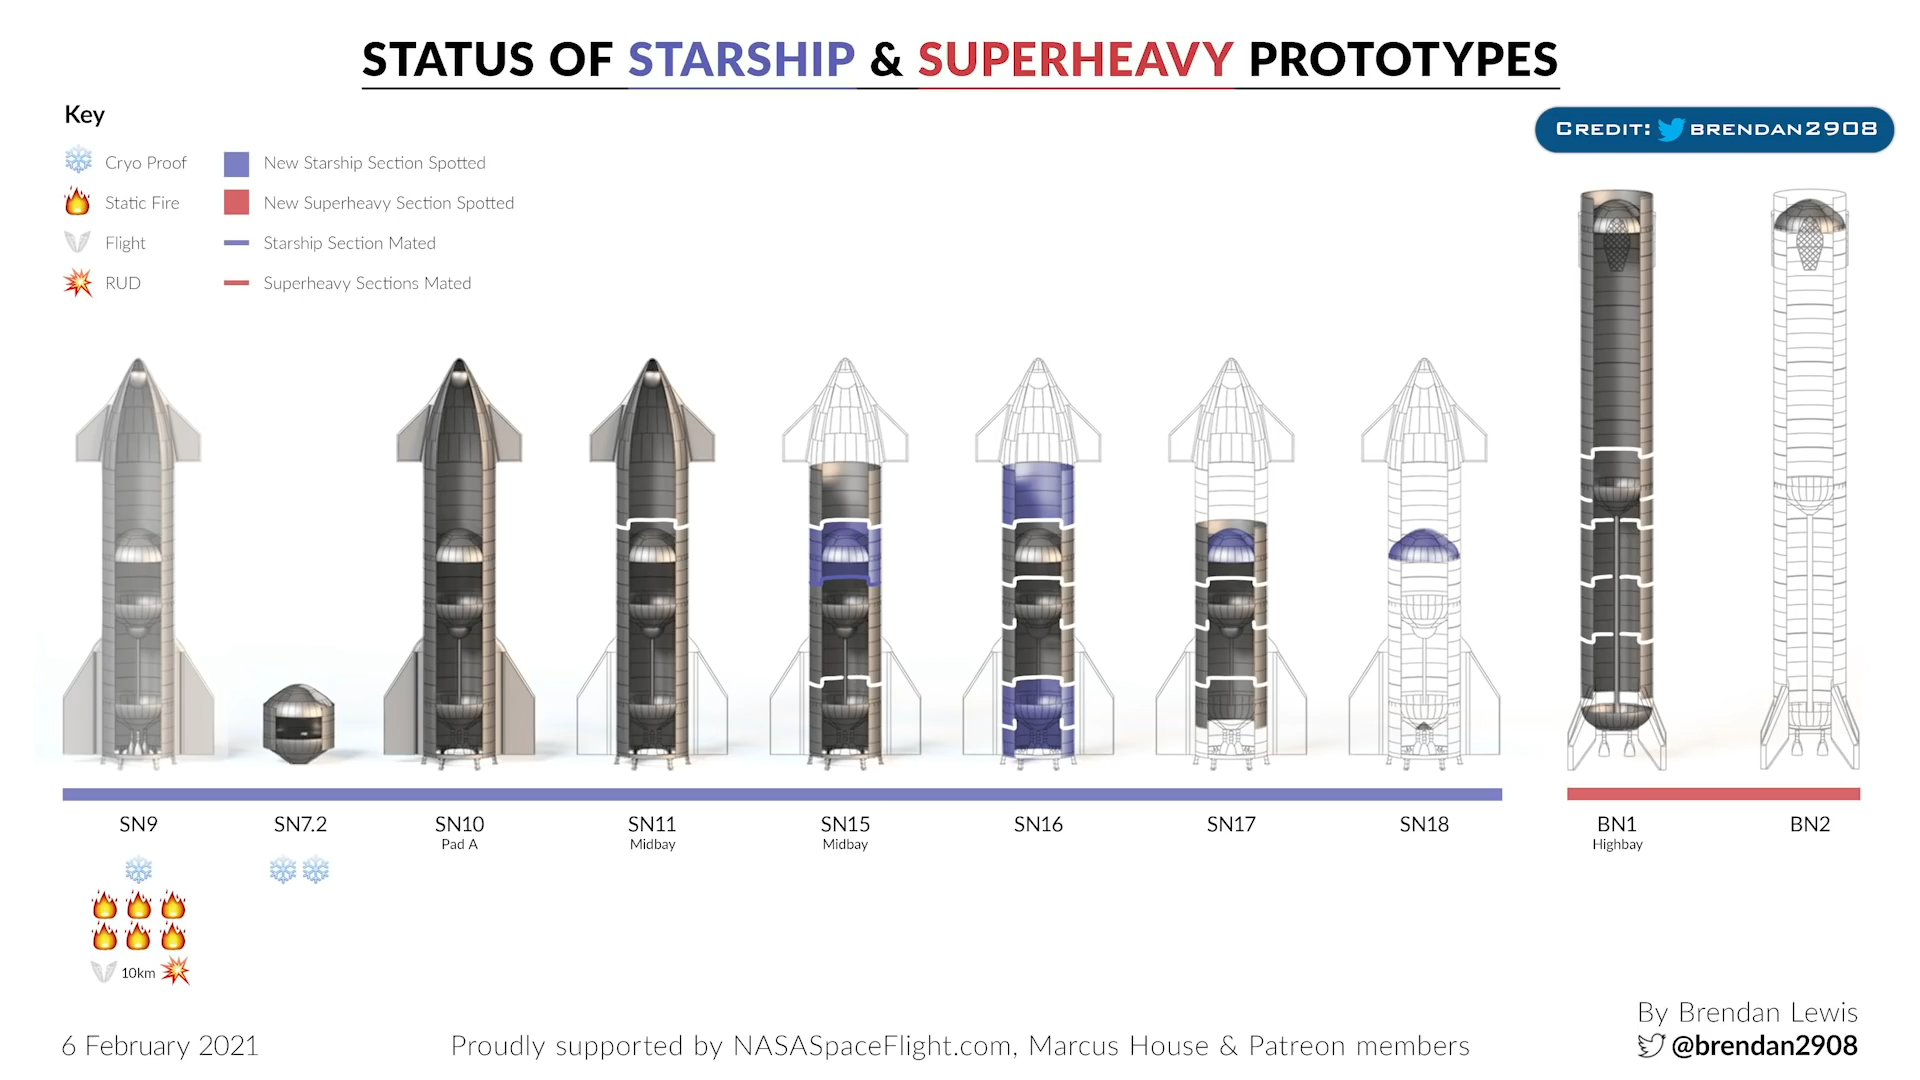 STATUS OF STARSHIP & SUPERHEAVY PROTOTYPES
Key
CREDIT: BRENDAN2908
Cryo Proof
New Starship Section Spotted
Static Fire
New Superheavy Section Spotted
Flight
Starship Section Mated
RUD
Superheavy Sections Mated
SN9
SN7.2
SN10
Pad A
SN11
Midbay
SN15
Midbay
SN16
SN17
SN18
BN1
Highbay
BN2
10km
6 February 2021
Proudly supported by NASASpaceFlight.com, Marcus House & Patreon members
By Brendan Lewis
@brendan2908